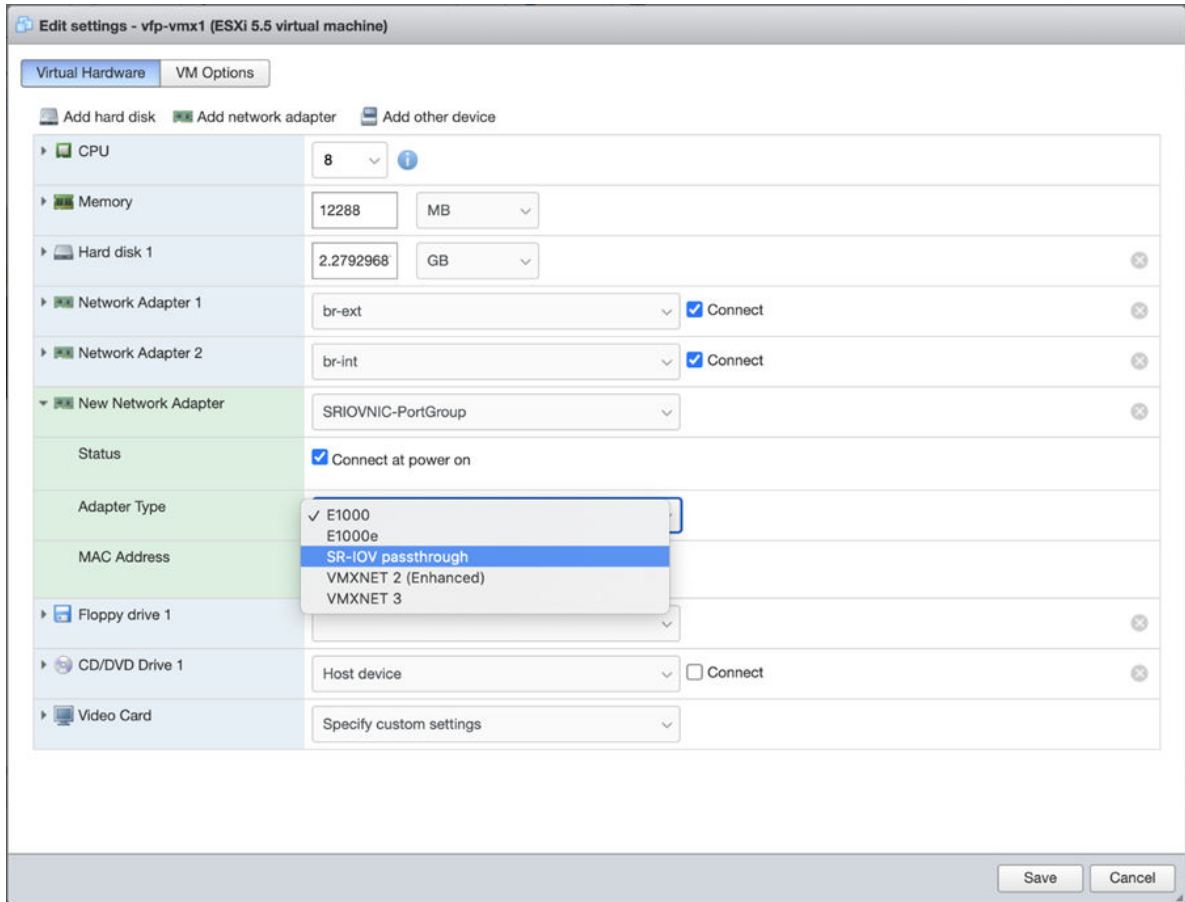 Edit settings - vfp-vmx1 (ESXi 5.5 virtual machine)
Virtual Hardware VM Options
Add hard disk Add network adapter Add other device
CPU 8
Memory 12288 MB
Hard disk 1 2.2792968 GB
Network Adapter 1 br-ext Connect
Network Adapter 2 br-int Connect
New Network Adapter SRIOVNIC-PortGroup
Status Connect at power on
Adapter Type ✓ E1000
E1000e
MAC Address SR-IOV passthrough
VMXNET 2 (Enhanced)
VMXNET 3
Floppy drive 1
CD/DVD Drive 1 Host device Connect
Video Card Specify custom settings
Save Cancel